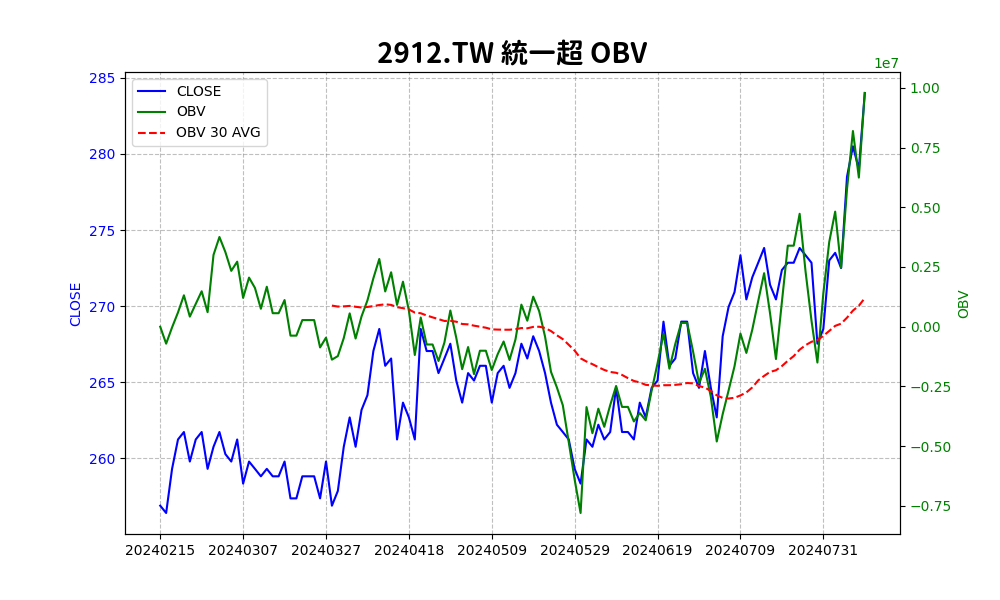 2912.TW 統一超 OBV
1e7
CLOSE
OBV
OBV 30 AVG
CLOSE
285
280
275
270
265
260
1.00
0.75
0.50
0.25
0.00
−0.25
−0.50
−0.75
OBV
20240215 20240307 20240327 20240418 20240509 20240529 20240619 20240709 20240731